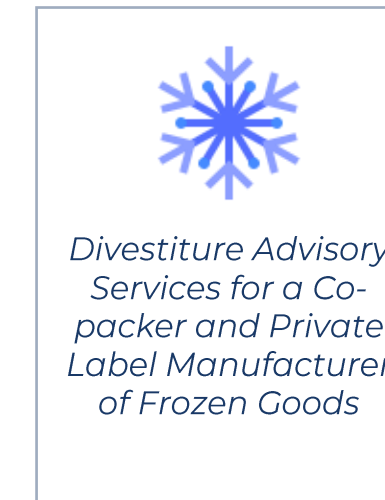 Divestiture Advisory
Services for a Co-
packer and Private
Label Manufacturer
of Frozen Goods